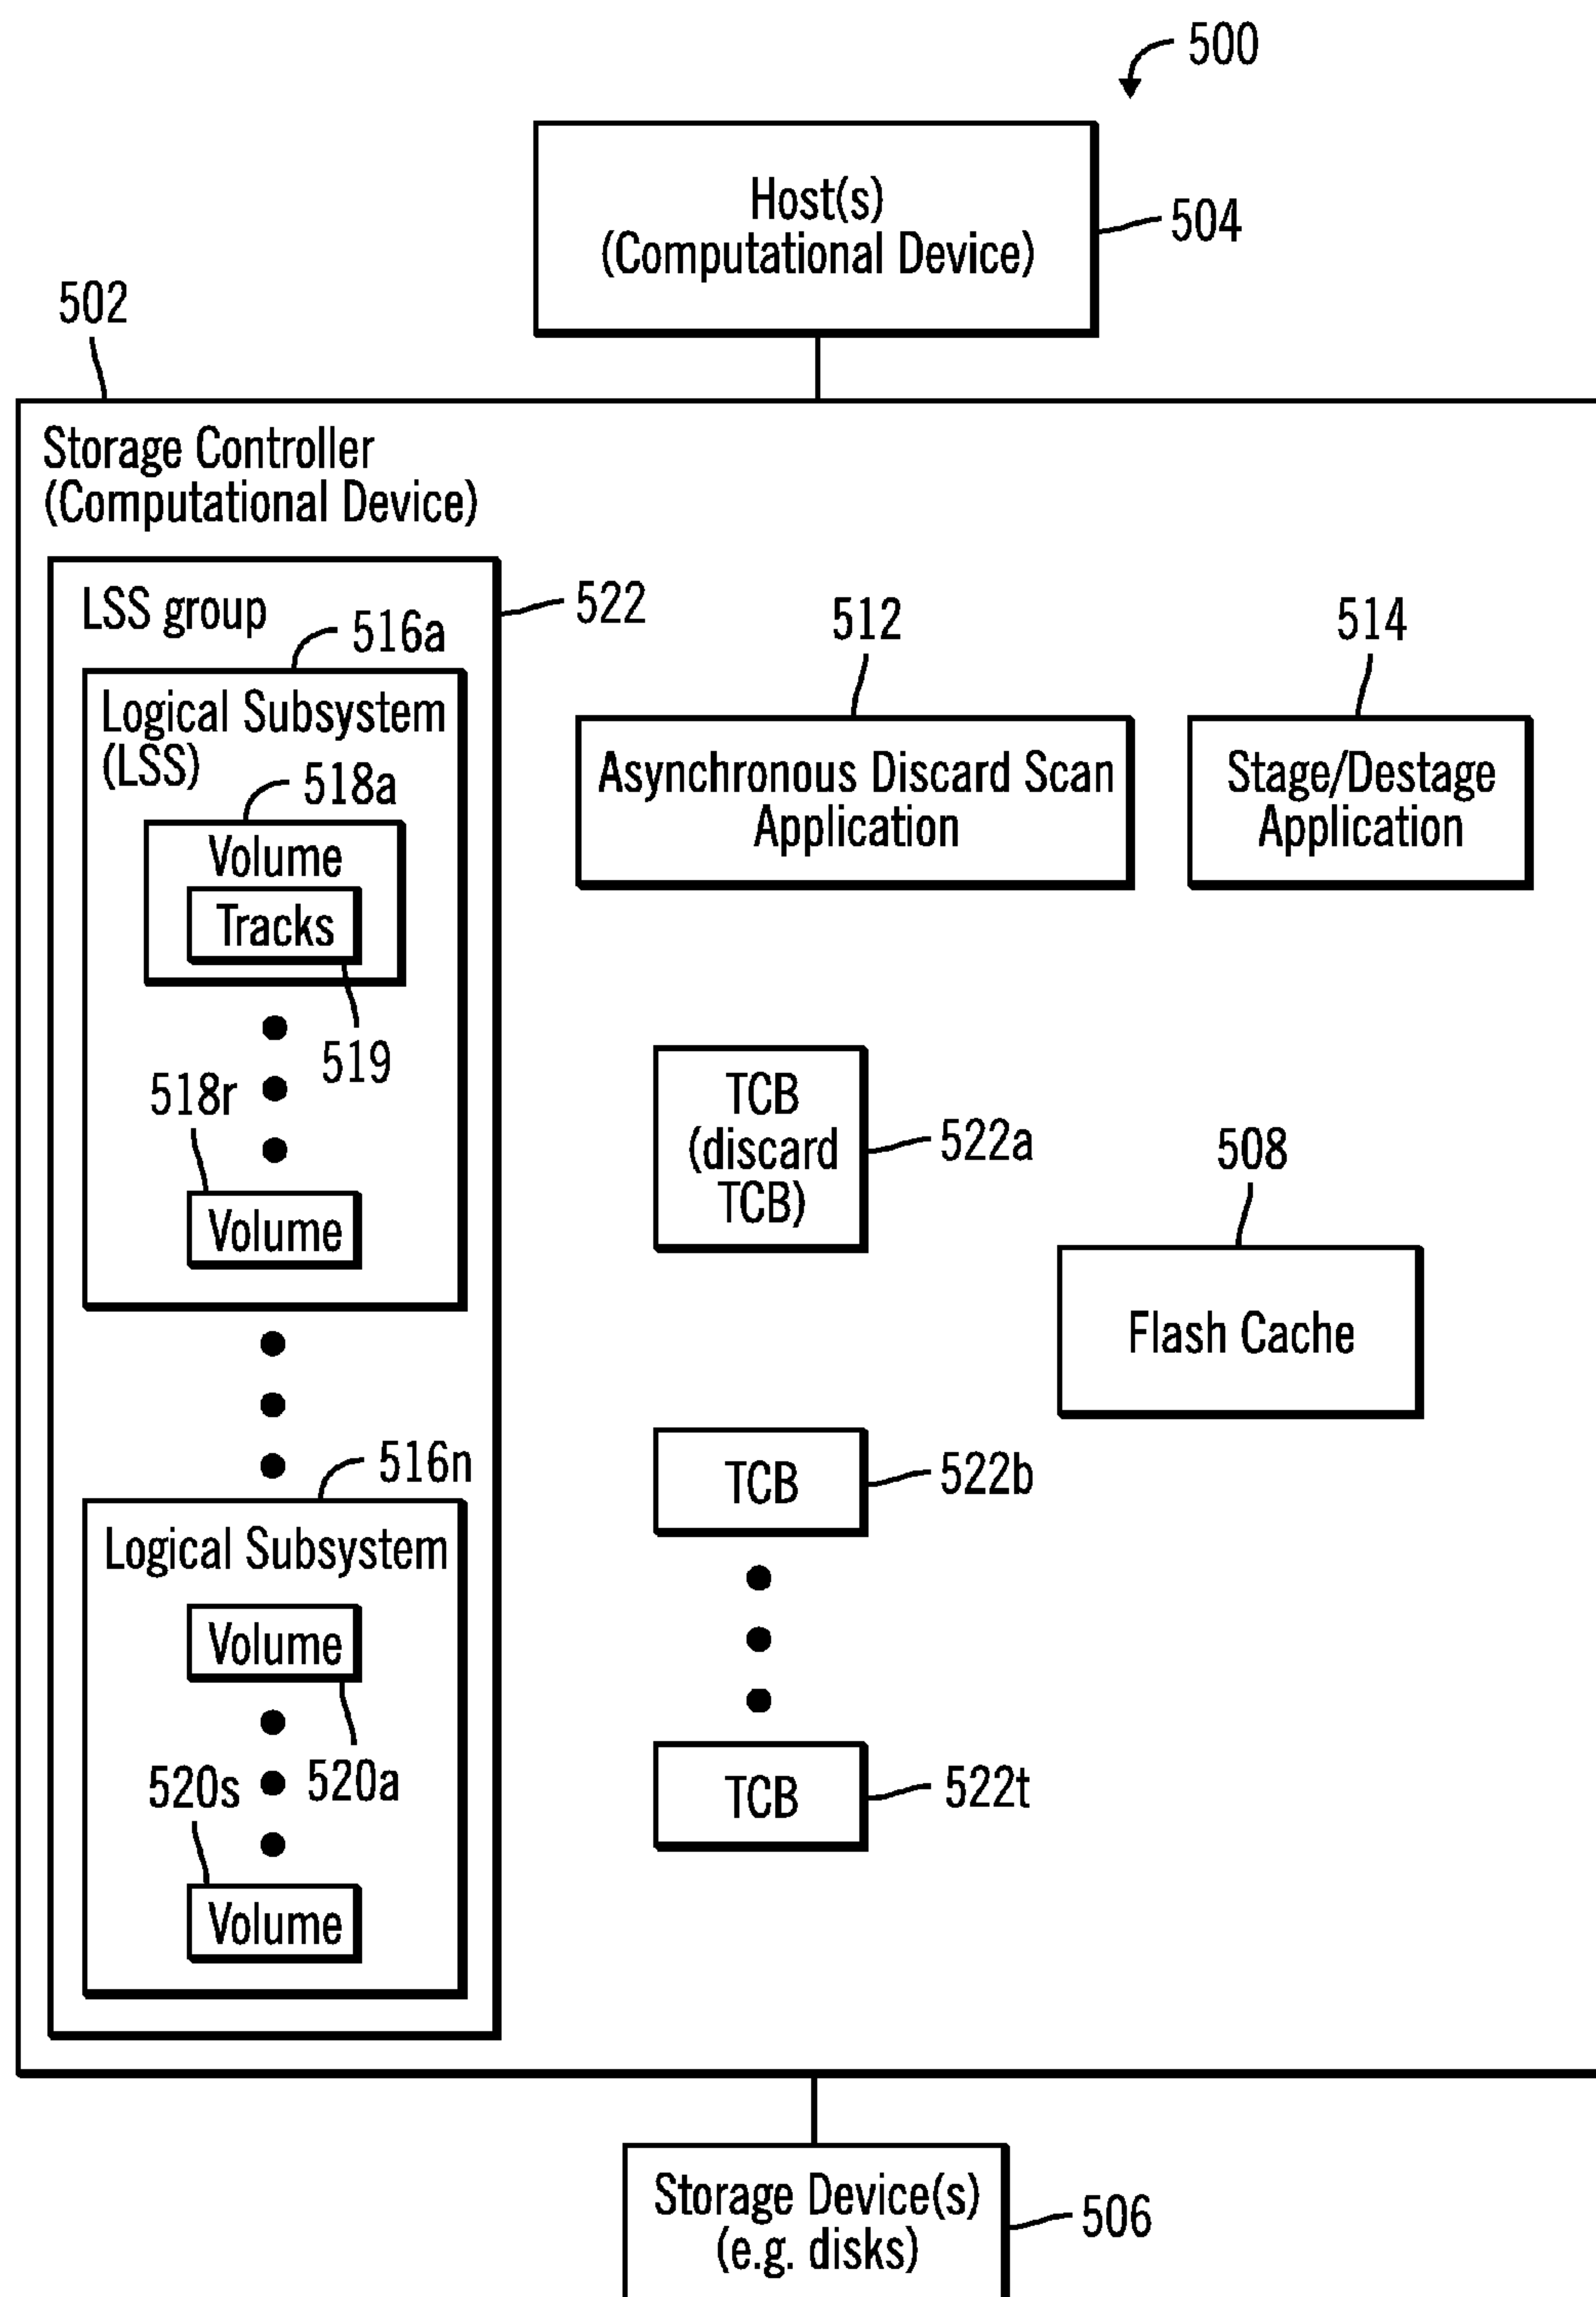 500
Host(s)
(Computational Device)
504
502
Storage Controller
(Computational Device)
LSS group
522
516a
Logical Subsystem
(LSS)
518a
Volume
Tracks
519
518r
Volume
516n
Logical Subsystem
Volume
520a
520s
Volume
512
Asynchronous Discard Scan
Application
514
Stage/Destage
Application
TCB
(discard
TCB)
522a
508
Flash Cache
TCB
522b
TCB
522t
Storage Device(s)
(e.g. disks)
506